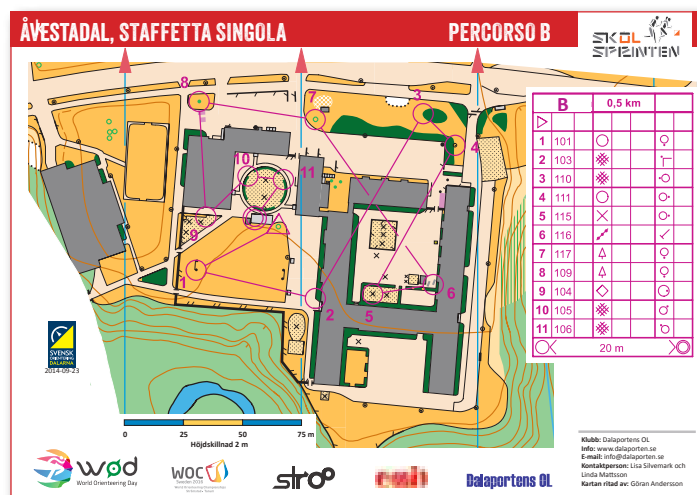 ÅVESTADAL, STAFFETTA SINGOLA
PERCORSO B
SKOL
SPRINTEN
8
7
3
4
10
11
9
1
2
5
6
B 0,5 km
1 101
2 103
3 110
4 111
5 115
6 116
7 117
8 109
9 104
10 105
11 106
20 m
SVENSK
ORIENTERING
DALARNA
2014-09-23
0 25 50 75 m
Höjdskillnad 2 m
wod
World Orienteering Day
WOC
Sweden 2016
stroo
Dalaportens OL
Klubb: Dalaportens OL
Info: www.dalaporten.se
E-mail: info@dalaporten.se
Kontaktperson: Lisa Silvemark och
Linda Mattsson
Kartan ritad av: Göran Andersson